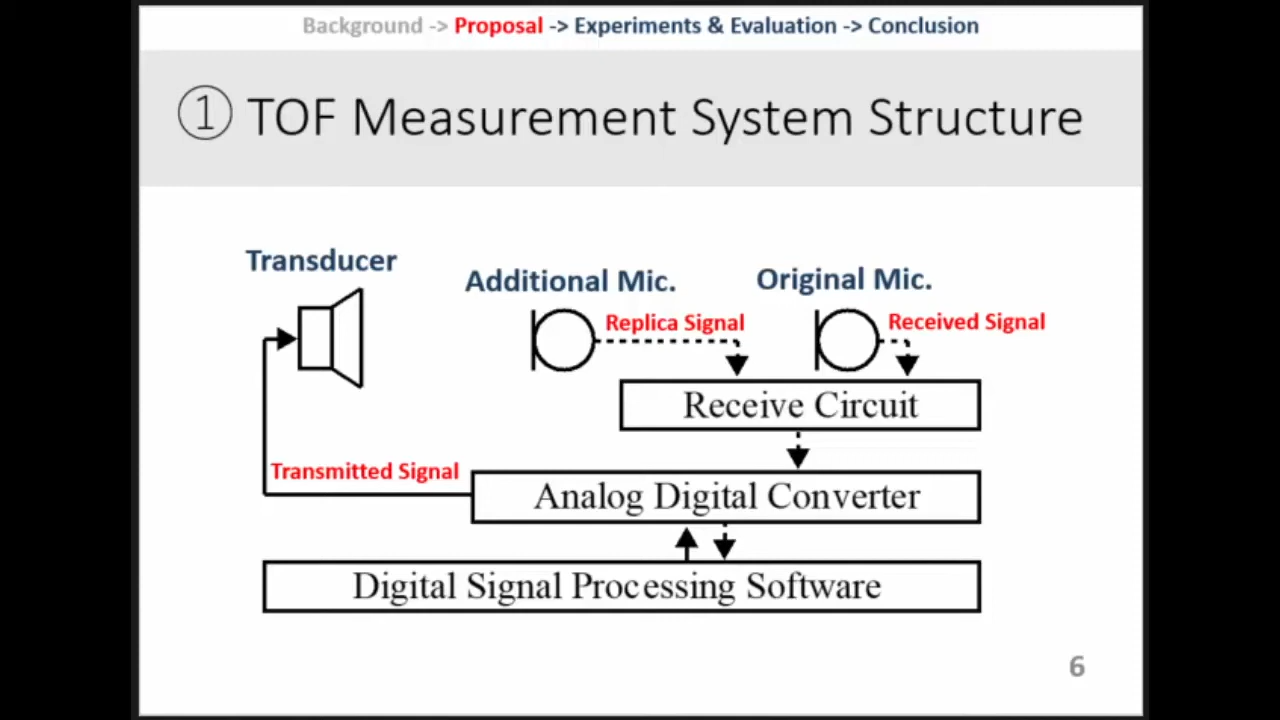 Background -> Proposal -> Experiments & Evaluation -> Conclusion
① TOF Measurement System Structure
Transducer
Additional Mic.
Original Mic.
Replica Signal
Received Signal
Receive Circuit
Transmitted Signal
Analog Digital Converter
Digital Signal Processing Software
6